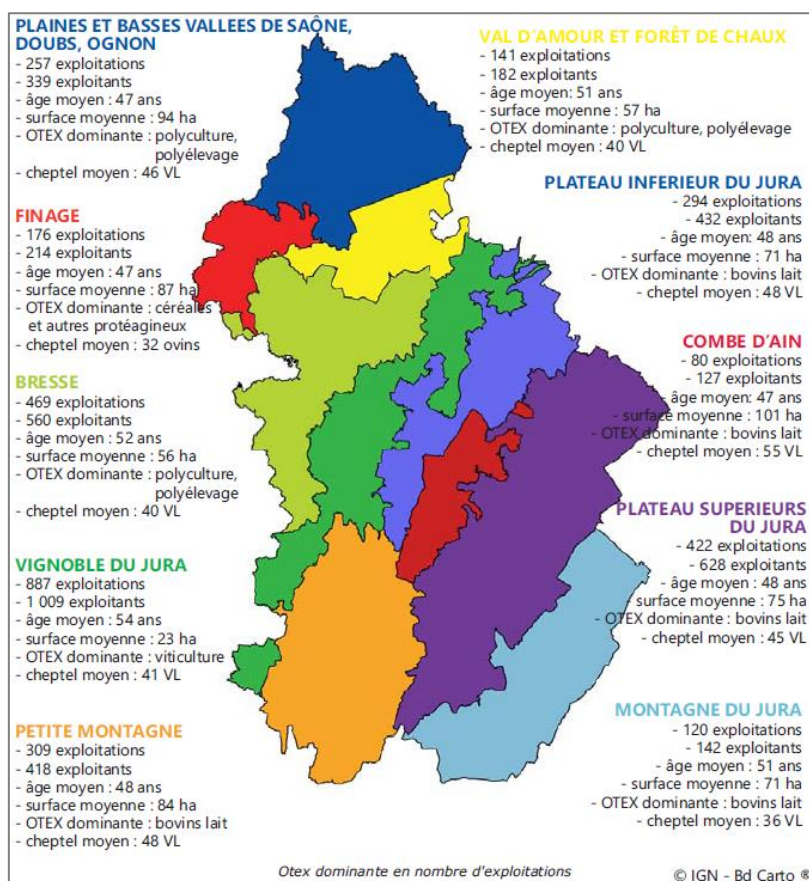 PLAINES ET BASSES VALLEES DE SAÔNE,
DOUBS, OGNON
- 257 exploitations
- 339 exploitants
- âge moyen : 47 ans
- surface moyenne : 94 ha
- OTEX dominante : polyculture,
polyélevage
- cheptel moyen : 46 VL
FINAGE
- 176 exploitations
- 214 exploitants
- âge moyen : 47 ans
- surface moyenne : 87 ha
- OTEX dominante : céréales
et autres protéagineux
- cheptel moyen : 32 ovins
BRESSE
- 469 exploitations
- 560 exploitants
- âge moyen : 52 ans
- surface moyenne : 56 ha
- OTEX dominante : polyculture,
polyélevage
- cheptel moyen : 40 VL
VIGNOBLE DU JURA
- 887 exploitations
- 1 009 exploitants
- âge moyen : 54 ans
- surface moyenne : 23 ha
- OTEX dominante : viticulture
- cheptel moyen : 41 VL
PETITE MONTAGNE
- 309 exploitations
- 418 exploitants
- âge moyen : 48 ans
- surface moyenne : 84 ha
- OTEX dominante : bovins lait
- cheptel moyen : 48 VL
VAL D'AMOUR ET FORÊT DE CHAUX
- 141 exploitations
- 182 exploitants
- âge moyen: 51 ans
- surface moyenne : 57 ha
- OTEX dominante : polyculture, polyélevage
- cheptel moyen : 40 VL
PLATEAU INFERIEUR DU JURA
- 294 exploitations
- 432 exploitants
- âge moyen: 48 ans
- surface moyenne : 71 ha
- OTEX dominante : bovins lait
- cheptel moyen : 48 VL
COMBE D'AIN
- 80 exploitations
- 127 exploitants
- âge moyen: 47 ans
- surface moyenne : 101 ha
- OTEX dominante : bovins lait
- cheptel moyen : 55 VL
PLATEAU SUPERIEURS
DU JURA
- 422 exploitations
- 628 exploitants
- âge moyen : 48 ans
- surface moyenne : 75 ha
- OTEX dominante : bovins lait
- cheptel moyen : 45 VL
MONTAGNE DU JURA
- 120 exploitations
- 142 exploitants
- âge moyen : 51 ans
- surface moyenne : 71 ha
- OTEX dominante : bovins lait
- cheptel moyen : 36 VL
Otex dominante en nombre d'exploitations
© IGN - Bd Carto ®